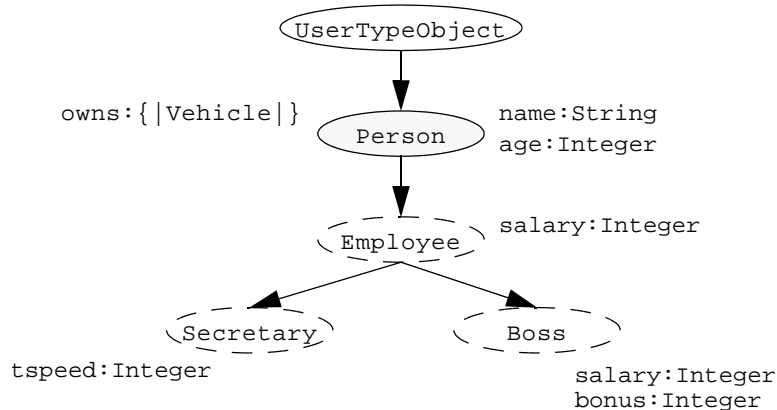 UserTypeObject
owns:{|Vehicle|}
Person
name:String
age:Integer
Employee
salary:Integer
Secretary
Boss
tspeed:Integer
salary:Integer
bonus:Integer